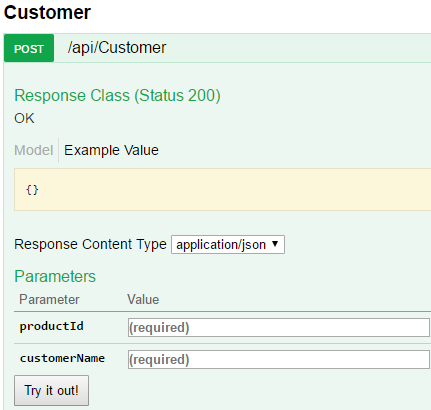 Customer
POST /api/Customer
Response Class (Status 200)
OK
Model Example Value
{}
Response Content Type application/json
Parameters
Parameter Value
productId (required)
customerName (required)
Try it out!